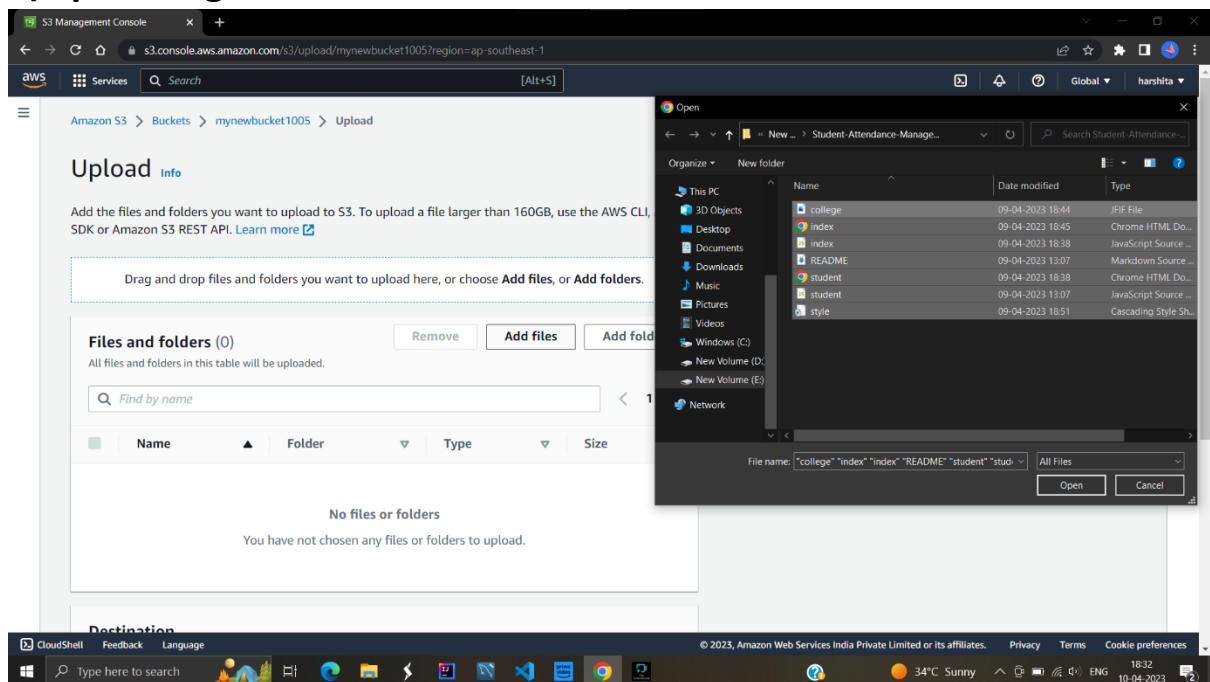 S3 Management Console
s3.console.aws.amazon.com/s3/upload/mynewbucket1005?region=ap-southeast-1
aws Services Search [Alt+S] Global harshita
Amazon S3 > Buckets > mynewbucket1005 > Upload
Upload Info
Add the files and folders you want to upload to S3. To upload a file larger than 160GB, use the AWS CLI,
SDK or Amazon S3 REST API. Learn more
Drag and drop files and folders you want to upload here, or choose Add files, or Add folders.
Files and folders (0)
Remove Add files Add fold
All files and folders in this table will be uploaded.
Find by name
1
Name Folder Type Size
No files or folders
You have not chosen any files or folders to upload.
Destination
Open
New ... > Student-Attendance-Manage...
Search Student-Attendance-...
Organize New folder
This PC
3D Objects
Desktop
Documents
Downloads
Music
Pictures
Videos
Windows (C:)
New Volume (D:
New Volume (E:)
Network
Name Date modified Type
college 09-04-2023 18:44 JFIF File
index 09-04-2023 18:45 Chrome HTML Do...
index 09-04-2023 18:38 JavaScript Source ...
README 09-04-2023 13:07 Markdown Source ...
student 09-04-2023 18:38 Chrome HTML Do...
student 09-04-2023 13:07 JavaScript Source ...
style 09-04-2023 18:51 Cascading Style Sh...
File name: "college" "index" "index" "README" "student" "stud
All Files
Open Cancel
CloudShell Feedback Language © 2023, Amazon Web Services India Private Limited or its affiliates. Privacy Terms Cookie preferences
Type here to search 34°C Sunny ENG 18:32
10-04-2023
2